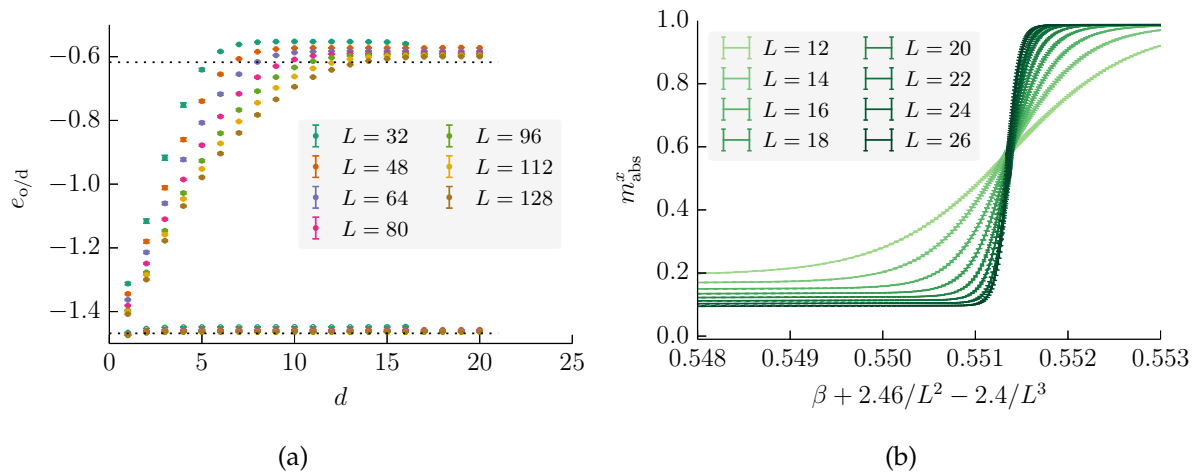 −0.6
−0.8
−1.0
−1.2
−1.4
e_{o/d}
0 5 10 15 20 25
d
L = 32 L = 96
L = 48 L = 112
L = 64 L = 128
L = 80
(a)
1.0
0.8
0.6
0.4
0.2
0.0
m^x_{abs}
L = 12 L = 20
L = 14 L = 22
L = 16 L = 24
L = 18 L = 26
0.548 0.549 0.550 0.551 0.552 0.553
β + 2.46/L^2 − 2.4/L^3
(b)